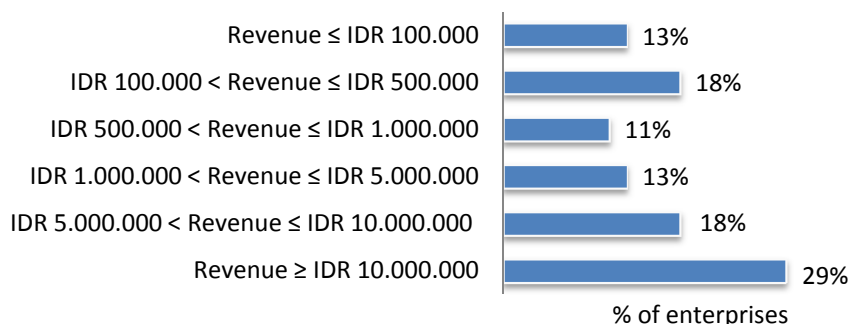 Revenue ≤ IDR 100.000 13%
IDR 100.000 < Revenue ≤ IDR 500.000 18%
IDR 500.000 < Revenue ≤ IDR 1.000.000 11%
IDR 1.000.000 < Revenue ≤ IDR 5.000.000 13%
IDR 5.000.000 < Revenue ≤ IDR 10.000.000 18%
Revenue ≥ IDR 10.000.000 29%
% of enterprises